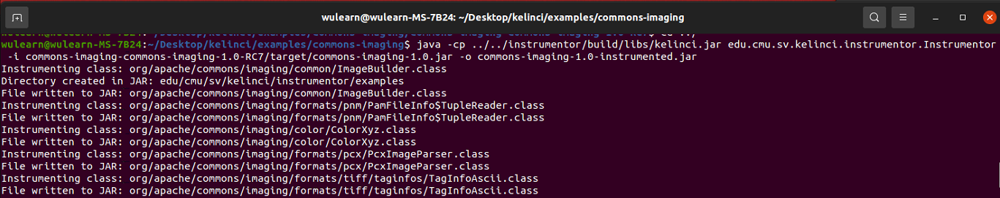 wulearn@wulearn-MS-7B24: ~/Desktop/kelinci/examples/commons-imaging
wulearn@wulearn-MS-7B24:~/Desktop/kelinci/examples/commons-imaging$ java -cp ../../instrumentor/build/libs/kelinci.jar edu.cmu.sv.kelinci.instrumentor.Instrumentor
-i commons-imaging-commons-imaging-1.0-RC7/target/commons-imaging-1.0.jar -o commons-imaging-1.0-instrumented.jar
Instrumenting class: org/apache/commons/imaging/common/ImageBuilder.class
Directory created in JAR: edu/cmu/sv/kelinci/instrumentor/examples
File written to JAR: org/apache/commons/imaging/common/ImageBuilder.class
Instrumenting class: org/apache/commons/imaging/formats/pnm/PamFileInfo$TupleReader.class
File written to JAR: org/apache/commons/imaging/formats/pnm/PamFileInfo$TupleReader.class
Instrumenting class: org/apache/commons/imaging/color/ColorXyz.class
File written to JAR: org/apache/commons/imaging/color/ColorXyz.class
Instrumenting class: org/apache/commons/imaging/formats/pcx/PcxImageParser.class
File written to JAR: org/apache/commons/imaging/formats/pcx/PcxImageParser.class
Instrumenting class: org/apache/commons/imaging/formats/tiff/taginfos/TagInfoAscii.class
File written to JAR: org/apache/commons/imaging/formats/tiff/taginfos/TagInfoAscii.class